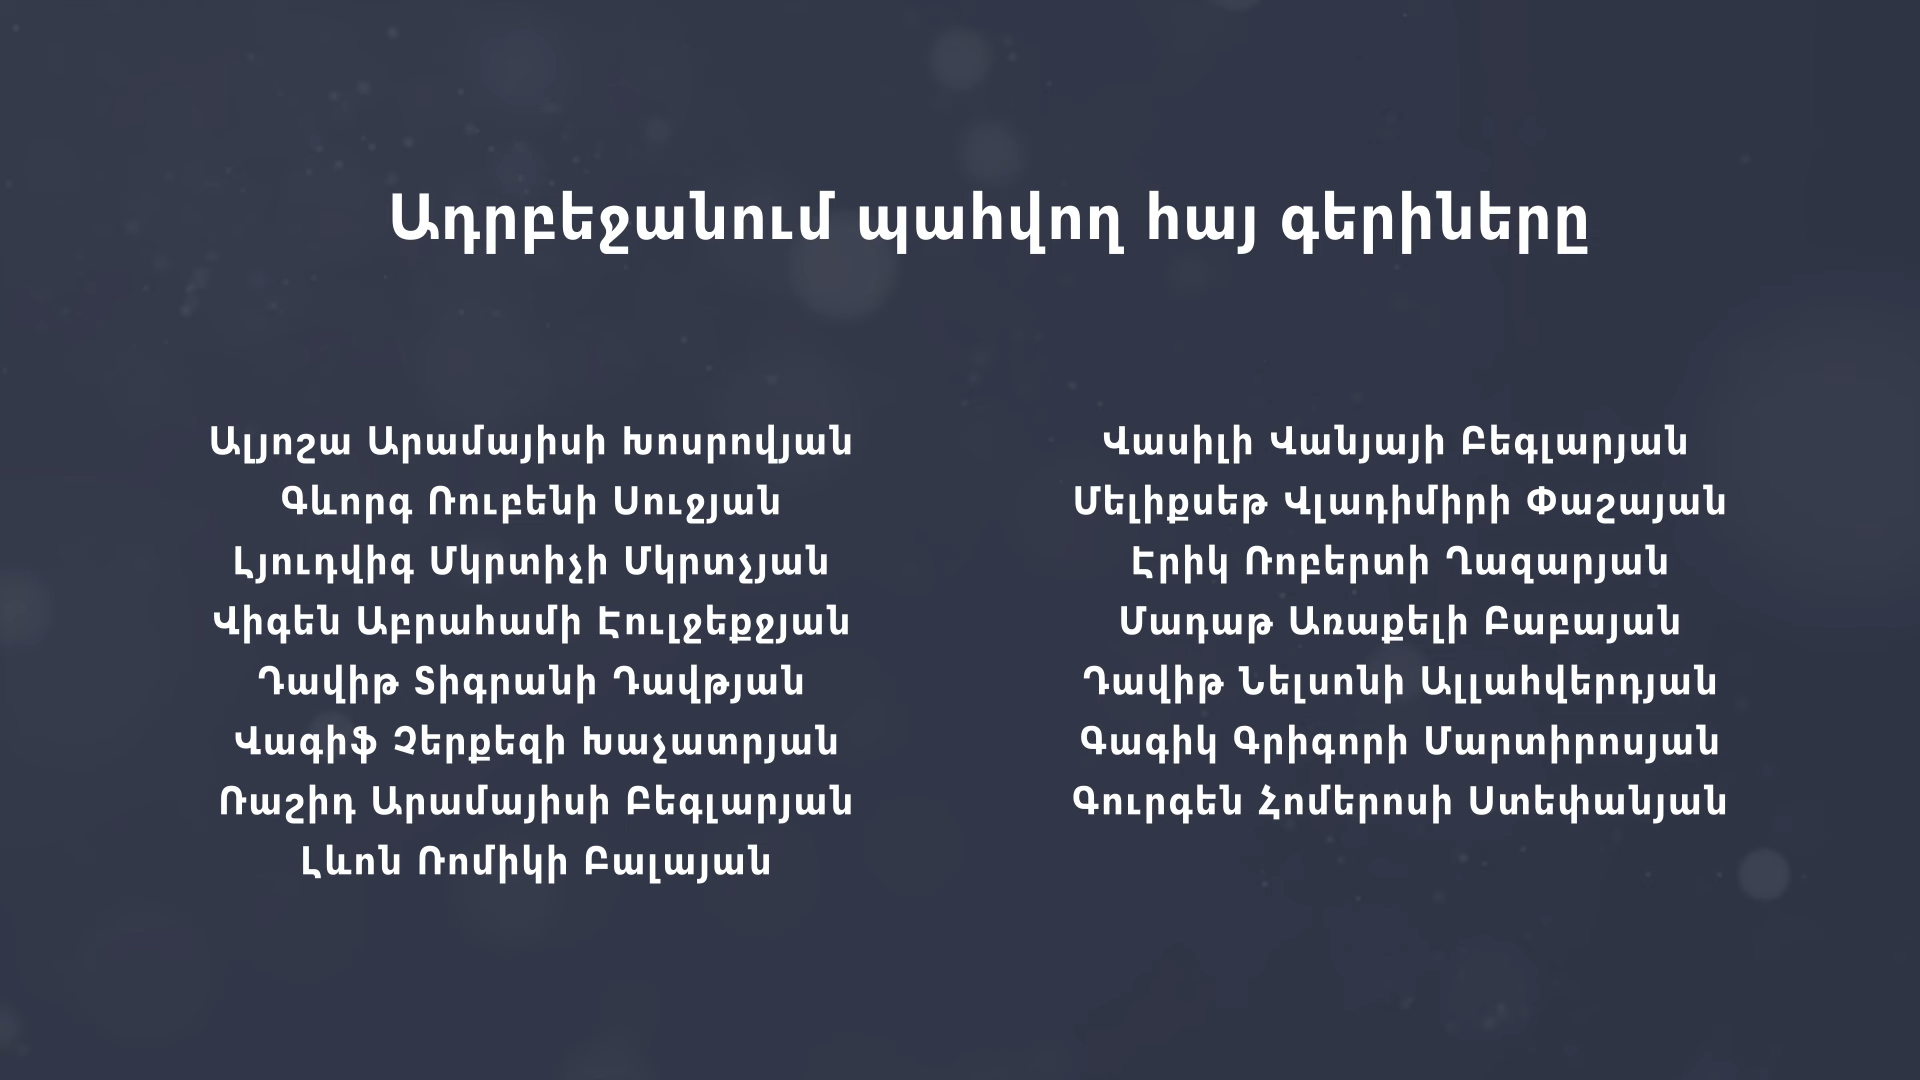 Ադրբեջանում պահվող հայ գերիները
Ալյոշա Արամայիսի Խոսրովյան
Գևորգ Ռուբենի Սուջյան
Լյուդվիգ Մկրտիչի Մկրտչյան
Վիգեն Աբրահամի Էուլջեքջյան
Դավիթ Տիգրանի Դավթյան
Վագիֆ Չերքեզի Խաչատրյան
Ռաշիդ Արամայիսի Բեգլարյան
Լևոն Ռոմիկի Բալայան
Վասիլի Վանյայի Բեգլարյան
Մելիքսեթ Վլադիմիրի Փաշայան
Էրիկ Ռոբերտի Ղազարյան
Մադաթ Առաքելի Բաբայան
Դավիթ Նելսոնի Ալլահվերդյան
Գագիկ Գրիգորի Մարտիրոսյան
Գուրգեն Հոմերոսի Ստեփանյան